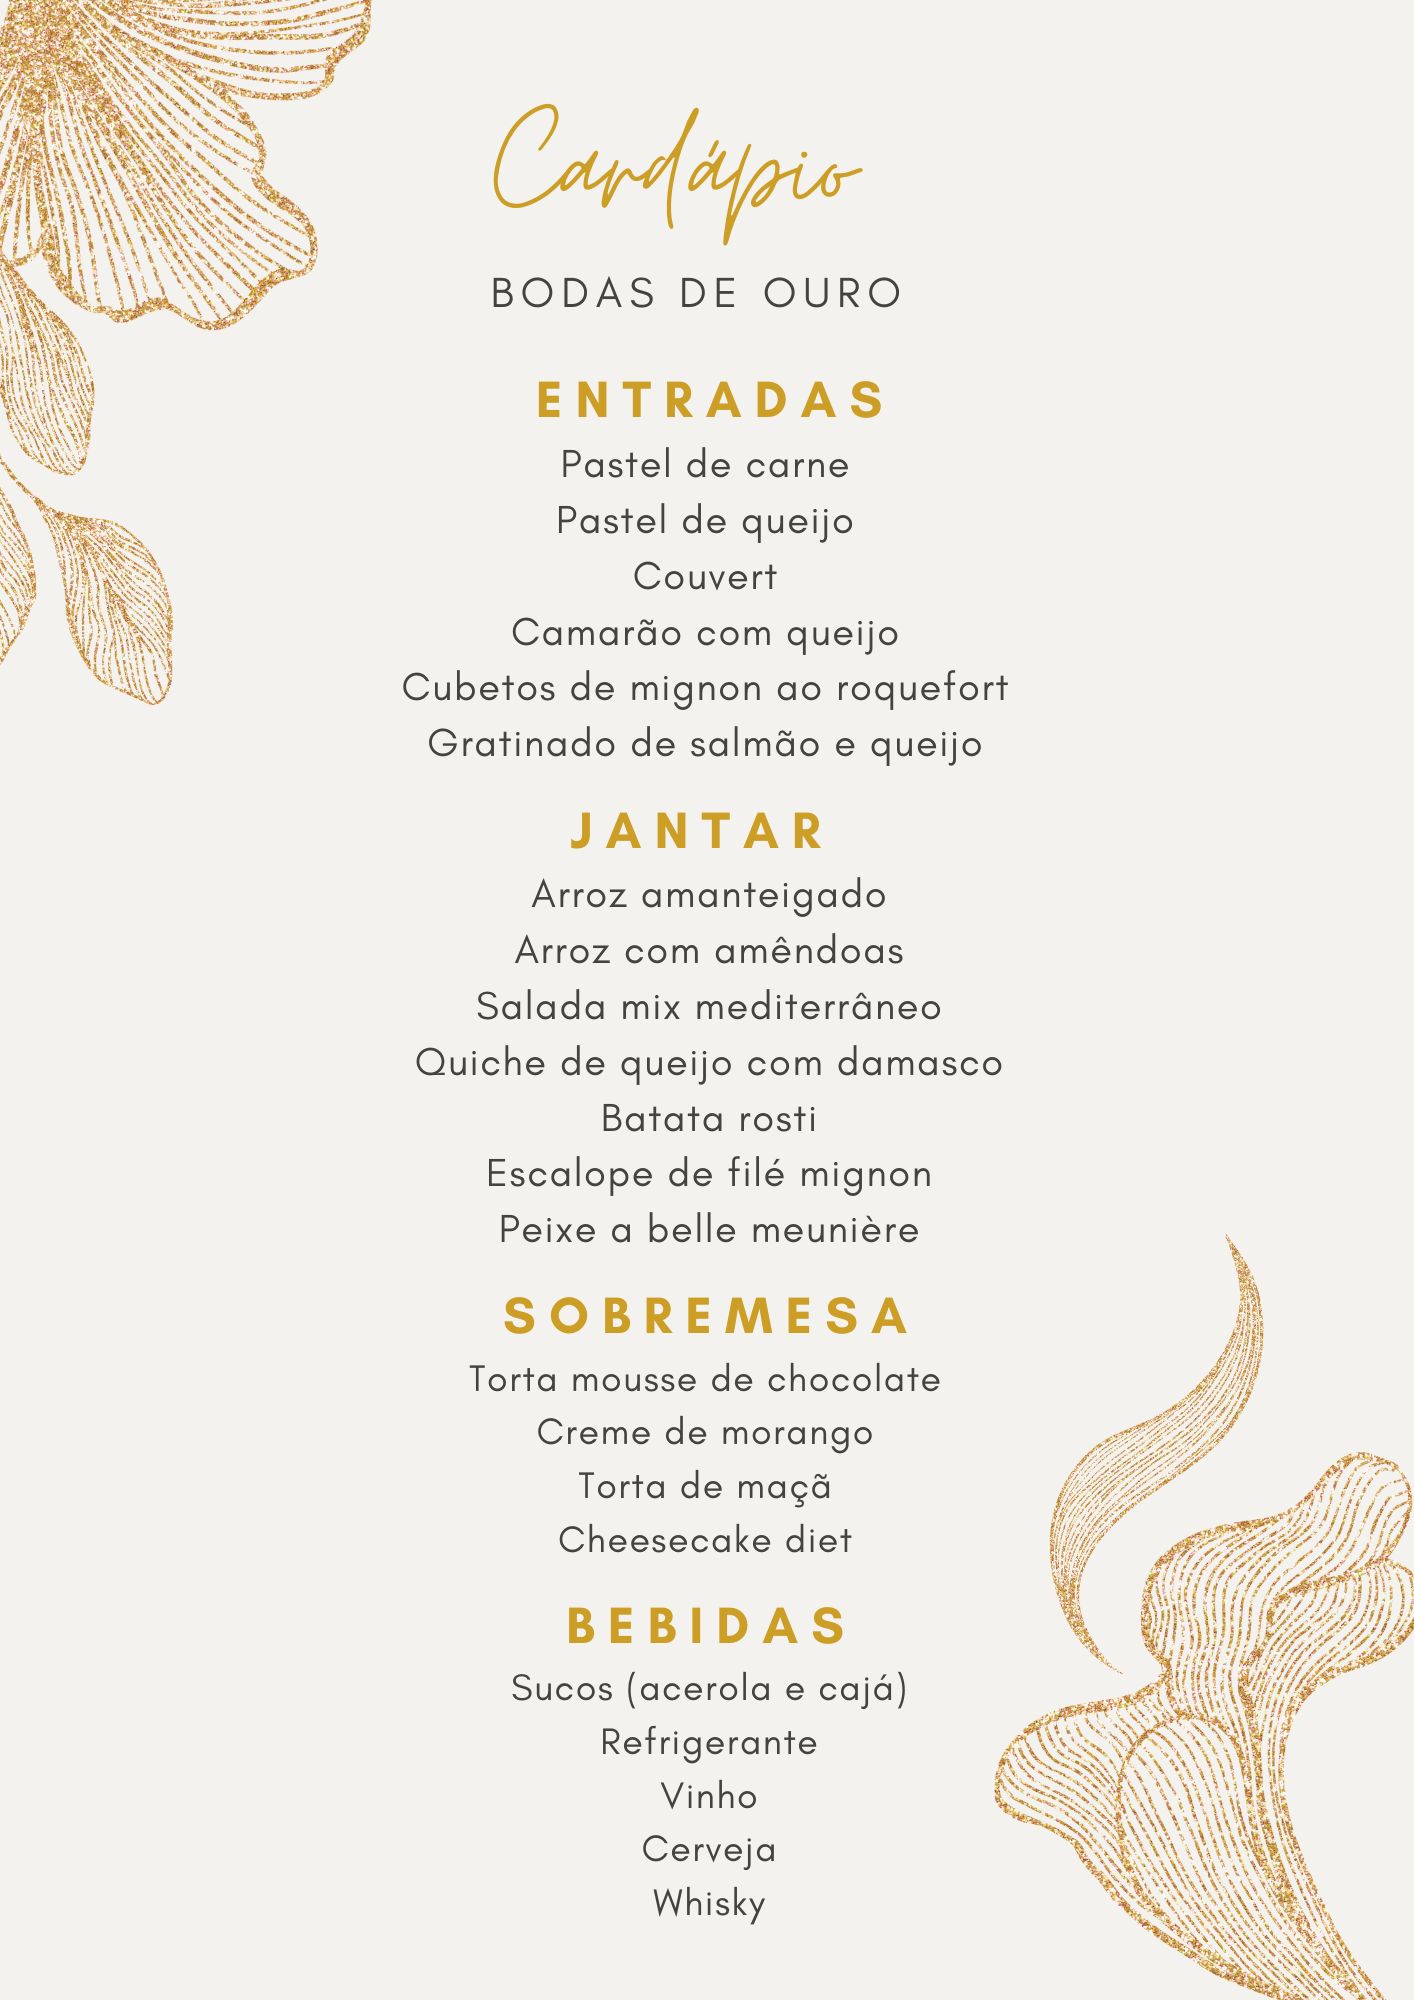 Cardápio
BODAS DE OURO
ENTRADAS
Pastel de carne
Pastel de queijo
Couvert
Camarão com queijo
Cubetos de mignon ao roquefort
Gratinado de salmão e queijo
JANTAR
Arroz amanteigado
Arroz com amêndoas
Salada mix mediterrâneo
Quiche de queijo com damasco
Batata rosti
Escalope de filé mignon
Peixe a belle meunière
SOBREMESA
Torta mousse de chocolate
Creme de morango
Torta de maçã
Cheesecake diet
BEBIDAS
Sucos (acerola e cajá)
Refrigerante
Vinho
Cerveja
Whisky